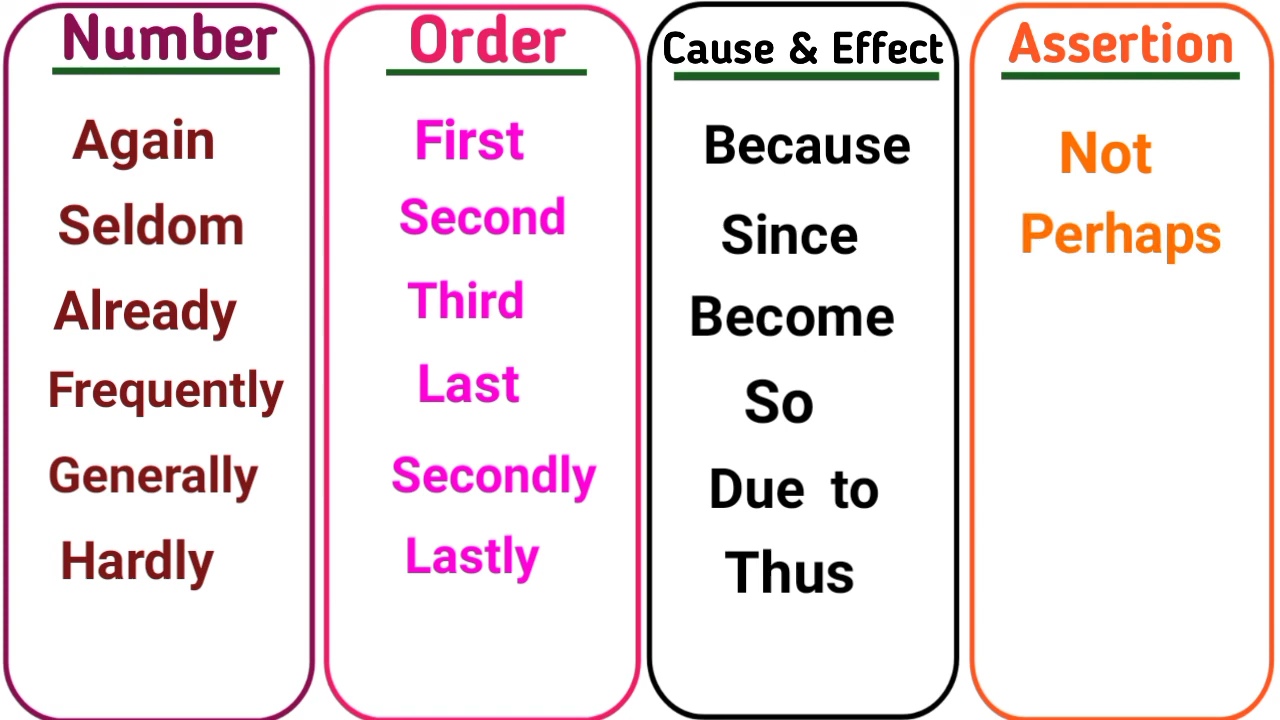 Number
Again
Seldom
Already
Frequently
Generally
Hardly
Order
First
Second
Third
Last
Secondly
Lastly
Cause & Effect
Because
Since
Become
So
Due to
Thus
Assertion
Not
Perhaps